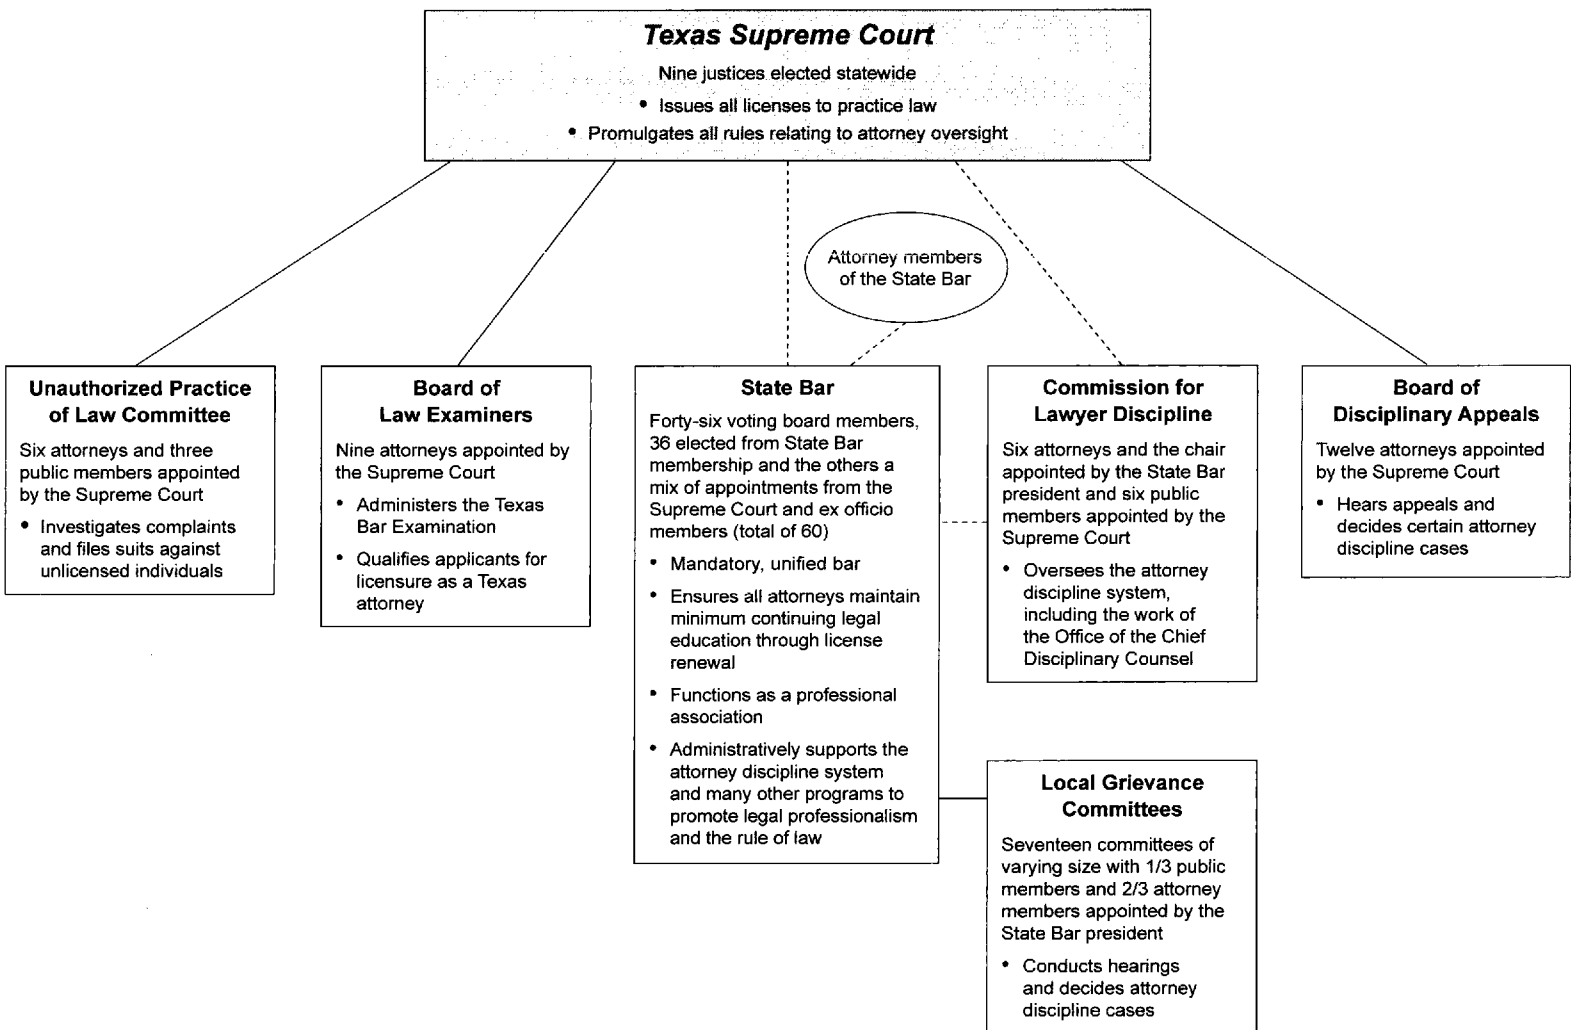 Texas Supreme Court
Nine justices elected statewide
• Issues all licenses to practice law
• Promulgates all rules relating to attorney oversight
Attorney members
of the State Bar
Unauthorized Practice
of Law Committee
Six attorneys and three
public members appointed
by the Supreme Court
• Investigates complaints
and files suits against
unlicensed individuals
Board of
Law Examiners
Nine attorneys appointed by
the Supreme Court
• Administers the Texas
Bar Examination
• Qualifies applicants for
licensure as a Texas
attorney
State Bar
Forty-six voting board members,
36 elected from State Bar
membership and the others a
mix of appointments from the
Supreme Court and ex officio
members (total of 60)
• Mandatory, unified bar
• Ensures all attorneys maintain
minimum continuing legal
education through license
renewal
• Functions as a professional
association
• Administratively supports the
attorney discipline system
and many other programs to
promote legal professionalism
and the rule of law
Commission for
Lawyer Discipline
Six attorneys and the chair
appointed by the State Bar
president and six public
members appointed by the
Supreme Court
• Oversees the attorney
discipline system,
including the work of
the Office of the Chief
Disciplinary Counsel
Board of
Disciplinary Appeals
Twelve attorneys appointed
by the Supreme Court
• Hears appeals and
decides certain attorney
discipline cases
Local Grievance
Committees
Seventeen committees of
varying size with 1/3 public
members and 2/3 attorney
members appointed by the
State Bar president
• Conducts hearings
and decides attorney
discipline cases